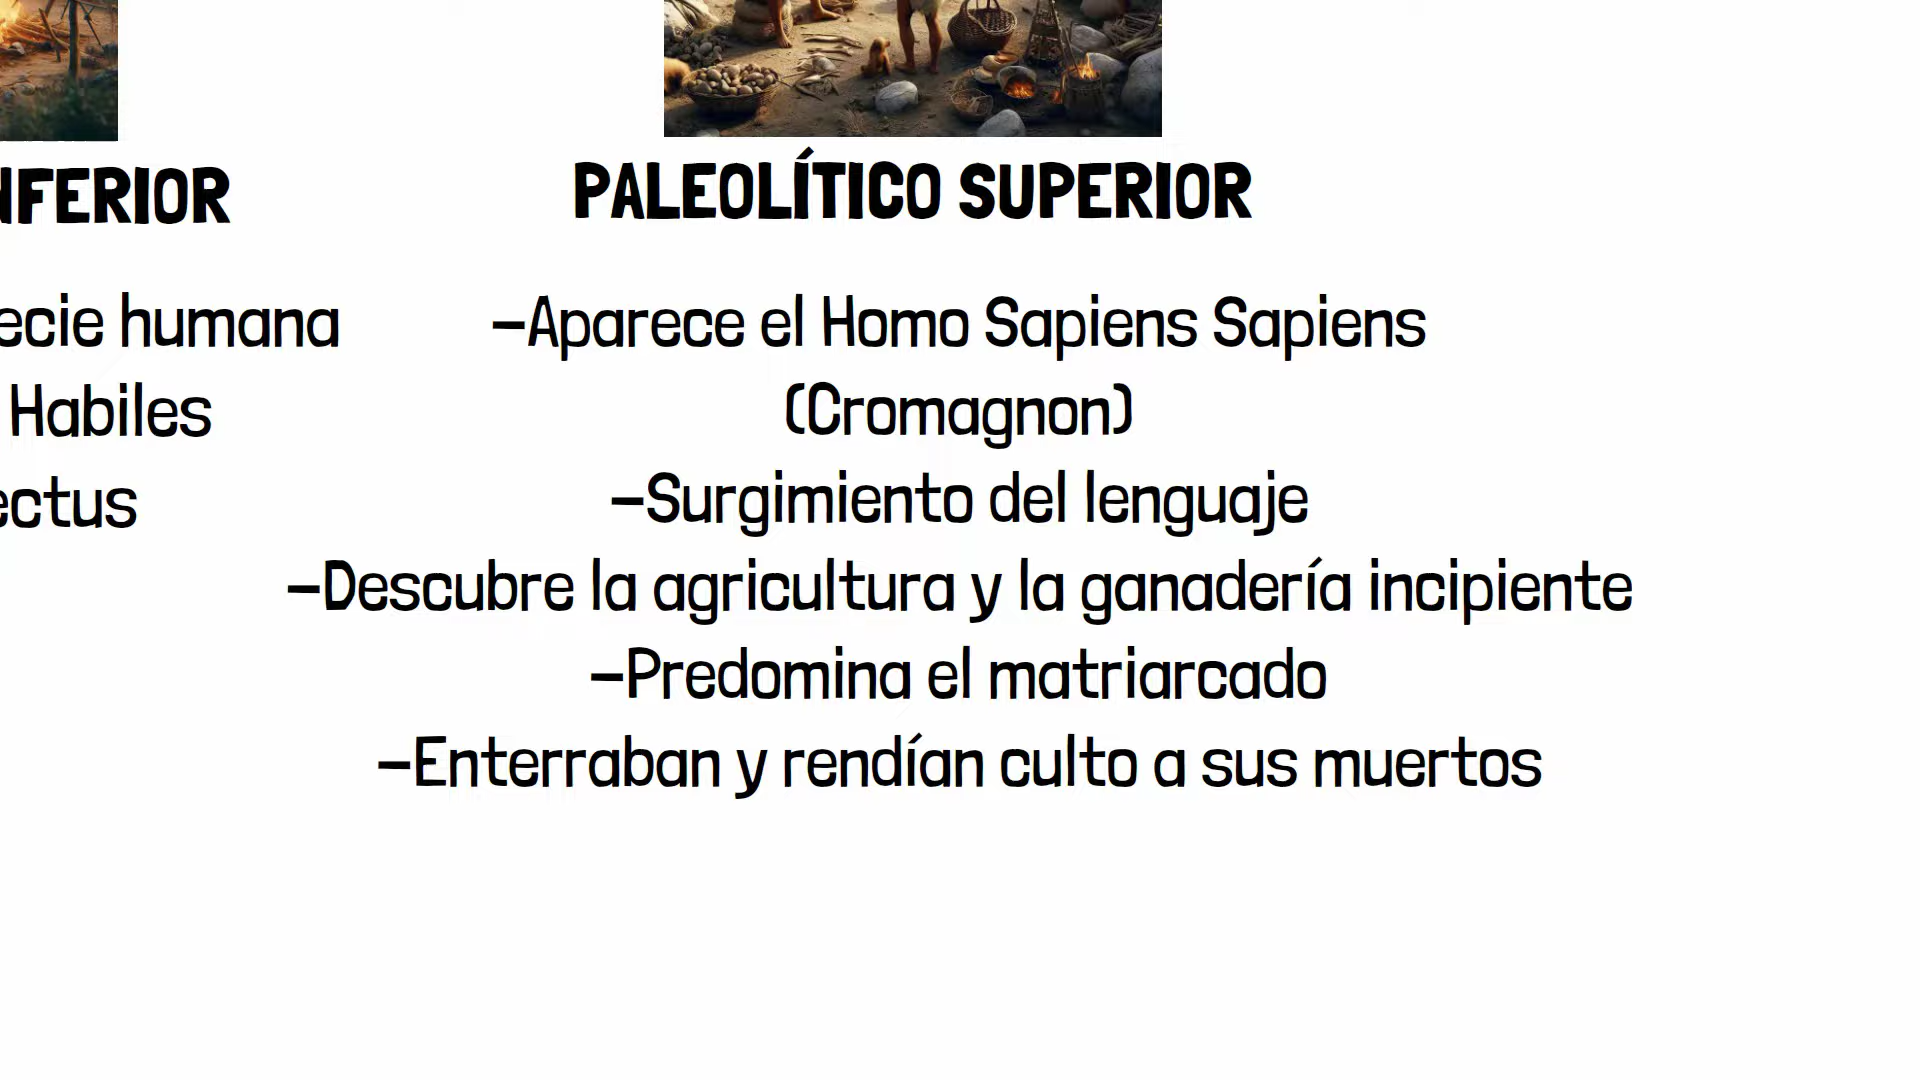 NFERIOR
ecie humana
Habiles
ectus
PALEOLÍTICO SUPERIOR
–Aparece el Homo Sapiens Sapiens
(Cromagnon)
–Surgimiento del lenguaje
–Descubre la agricultura y la ganadería incipiente
–Predomina el matriarcado
–Enterraban y rendían culto a sus muertos